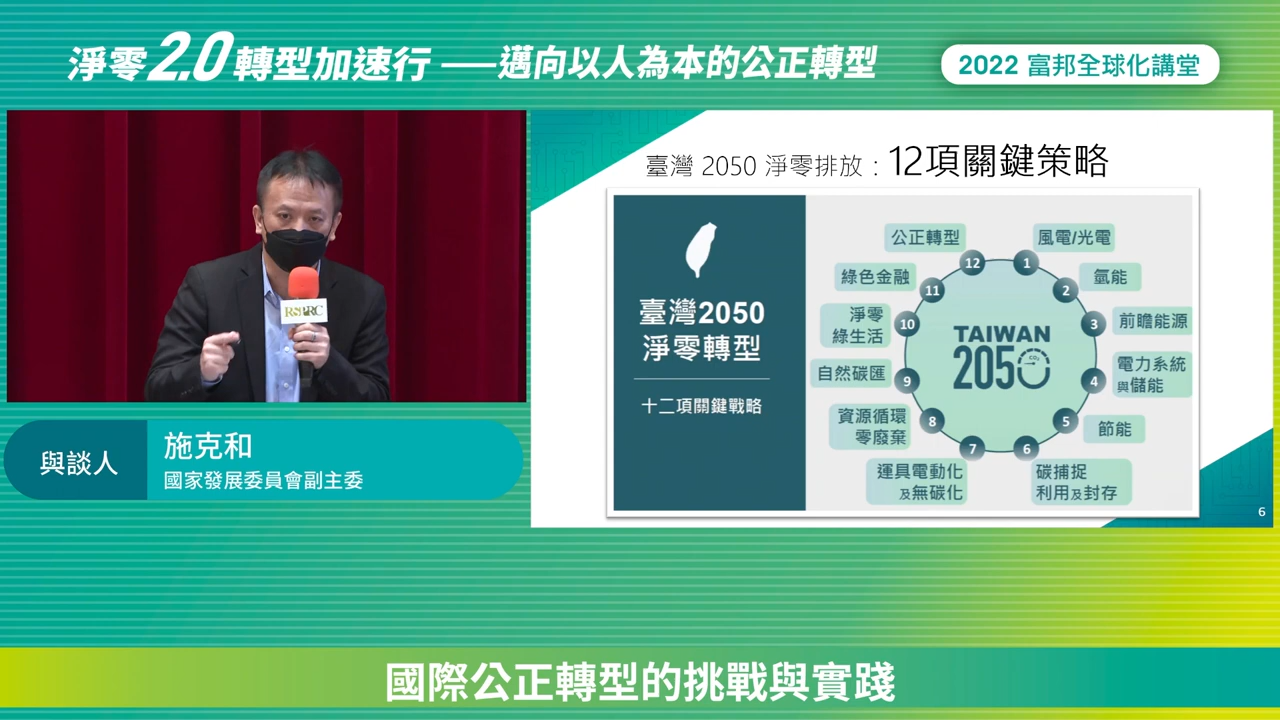 淨零2.0轉型加速行——邁向以人為本的公正轉型
2022 富邦全球化講堂
RSPRC
與談人
施克和
國家發展委員會副主委
臺灣 2050 淨零排放：12項關鍵策略
臺灣2050
淨零轉型
十二項關鍵戰略
TAIWAN
2050
CO2
1
風電/光電
2
氫能
3
前瞻能源
4
電力系統
與儲能
5
節能
6
碳捕捉
利用及封存
7
運具電動化
及無碳化
8
資源循環
零廢棄
9
自然碳匯
10
淨零
綠生活
11
綠色金融
12
公正轉型
6
國際公正轉型的挑戰與實踐